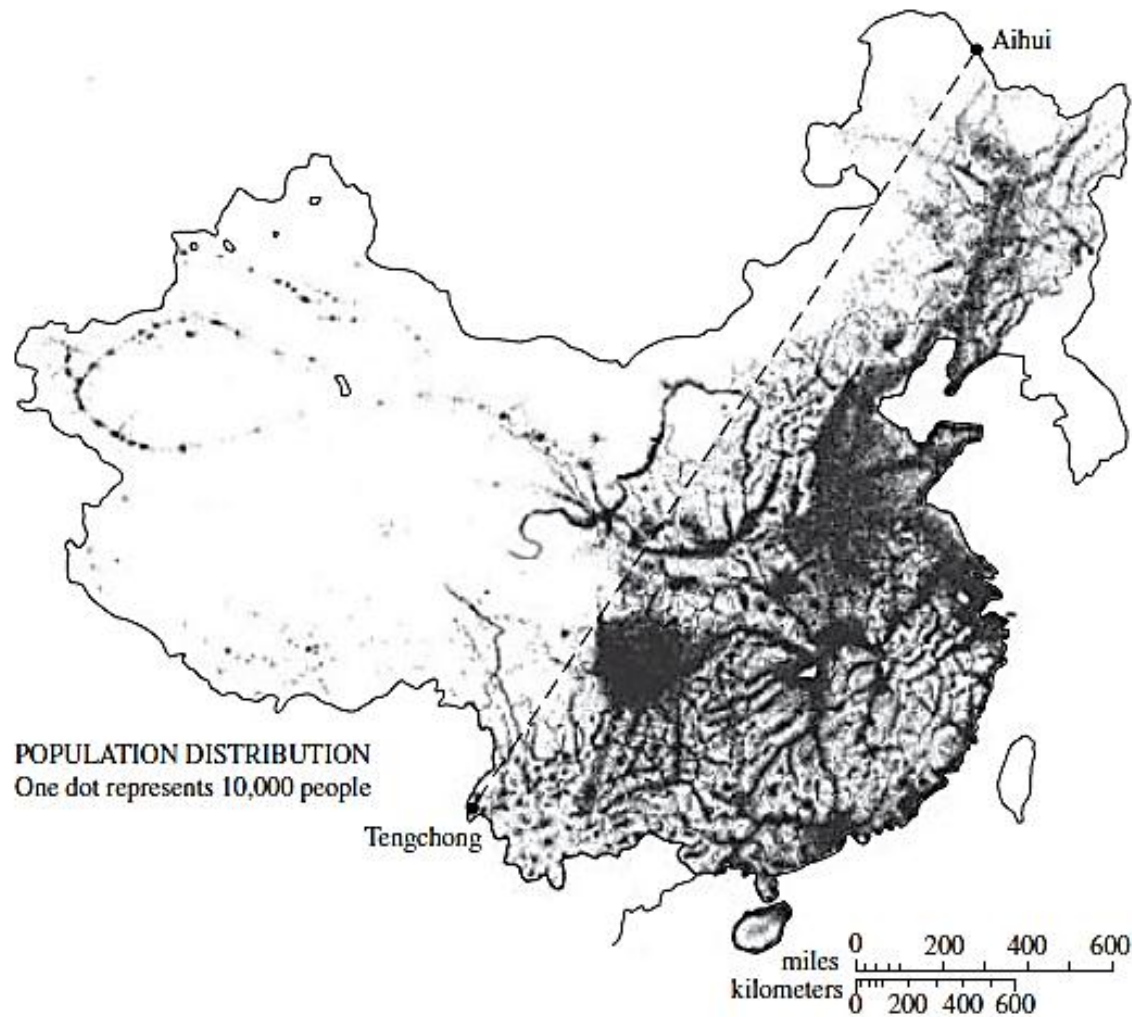 Aihui
POPULATION DISTRIBUTION
One dot represents 10,000 people
Tengchong
0 200 400 600
miles
kilometers
0 200 400 600